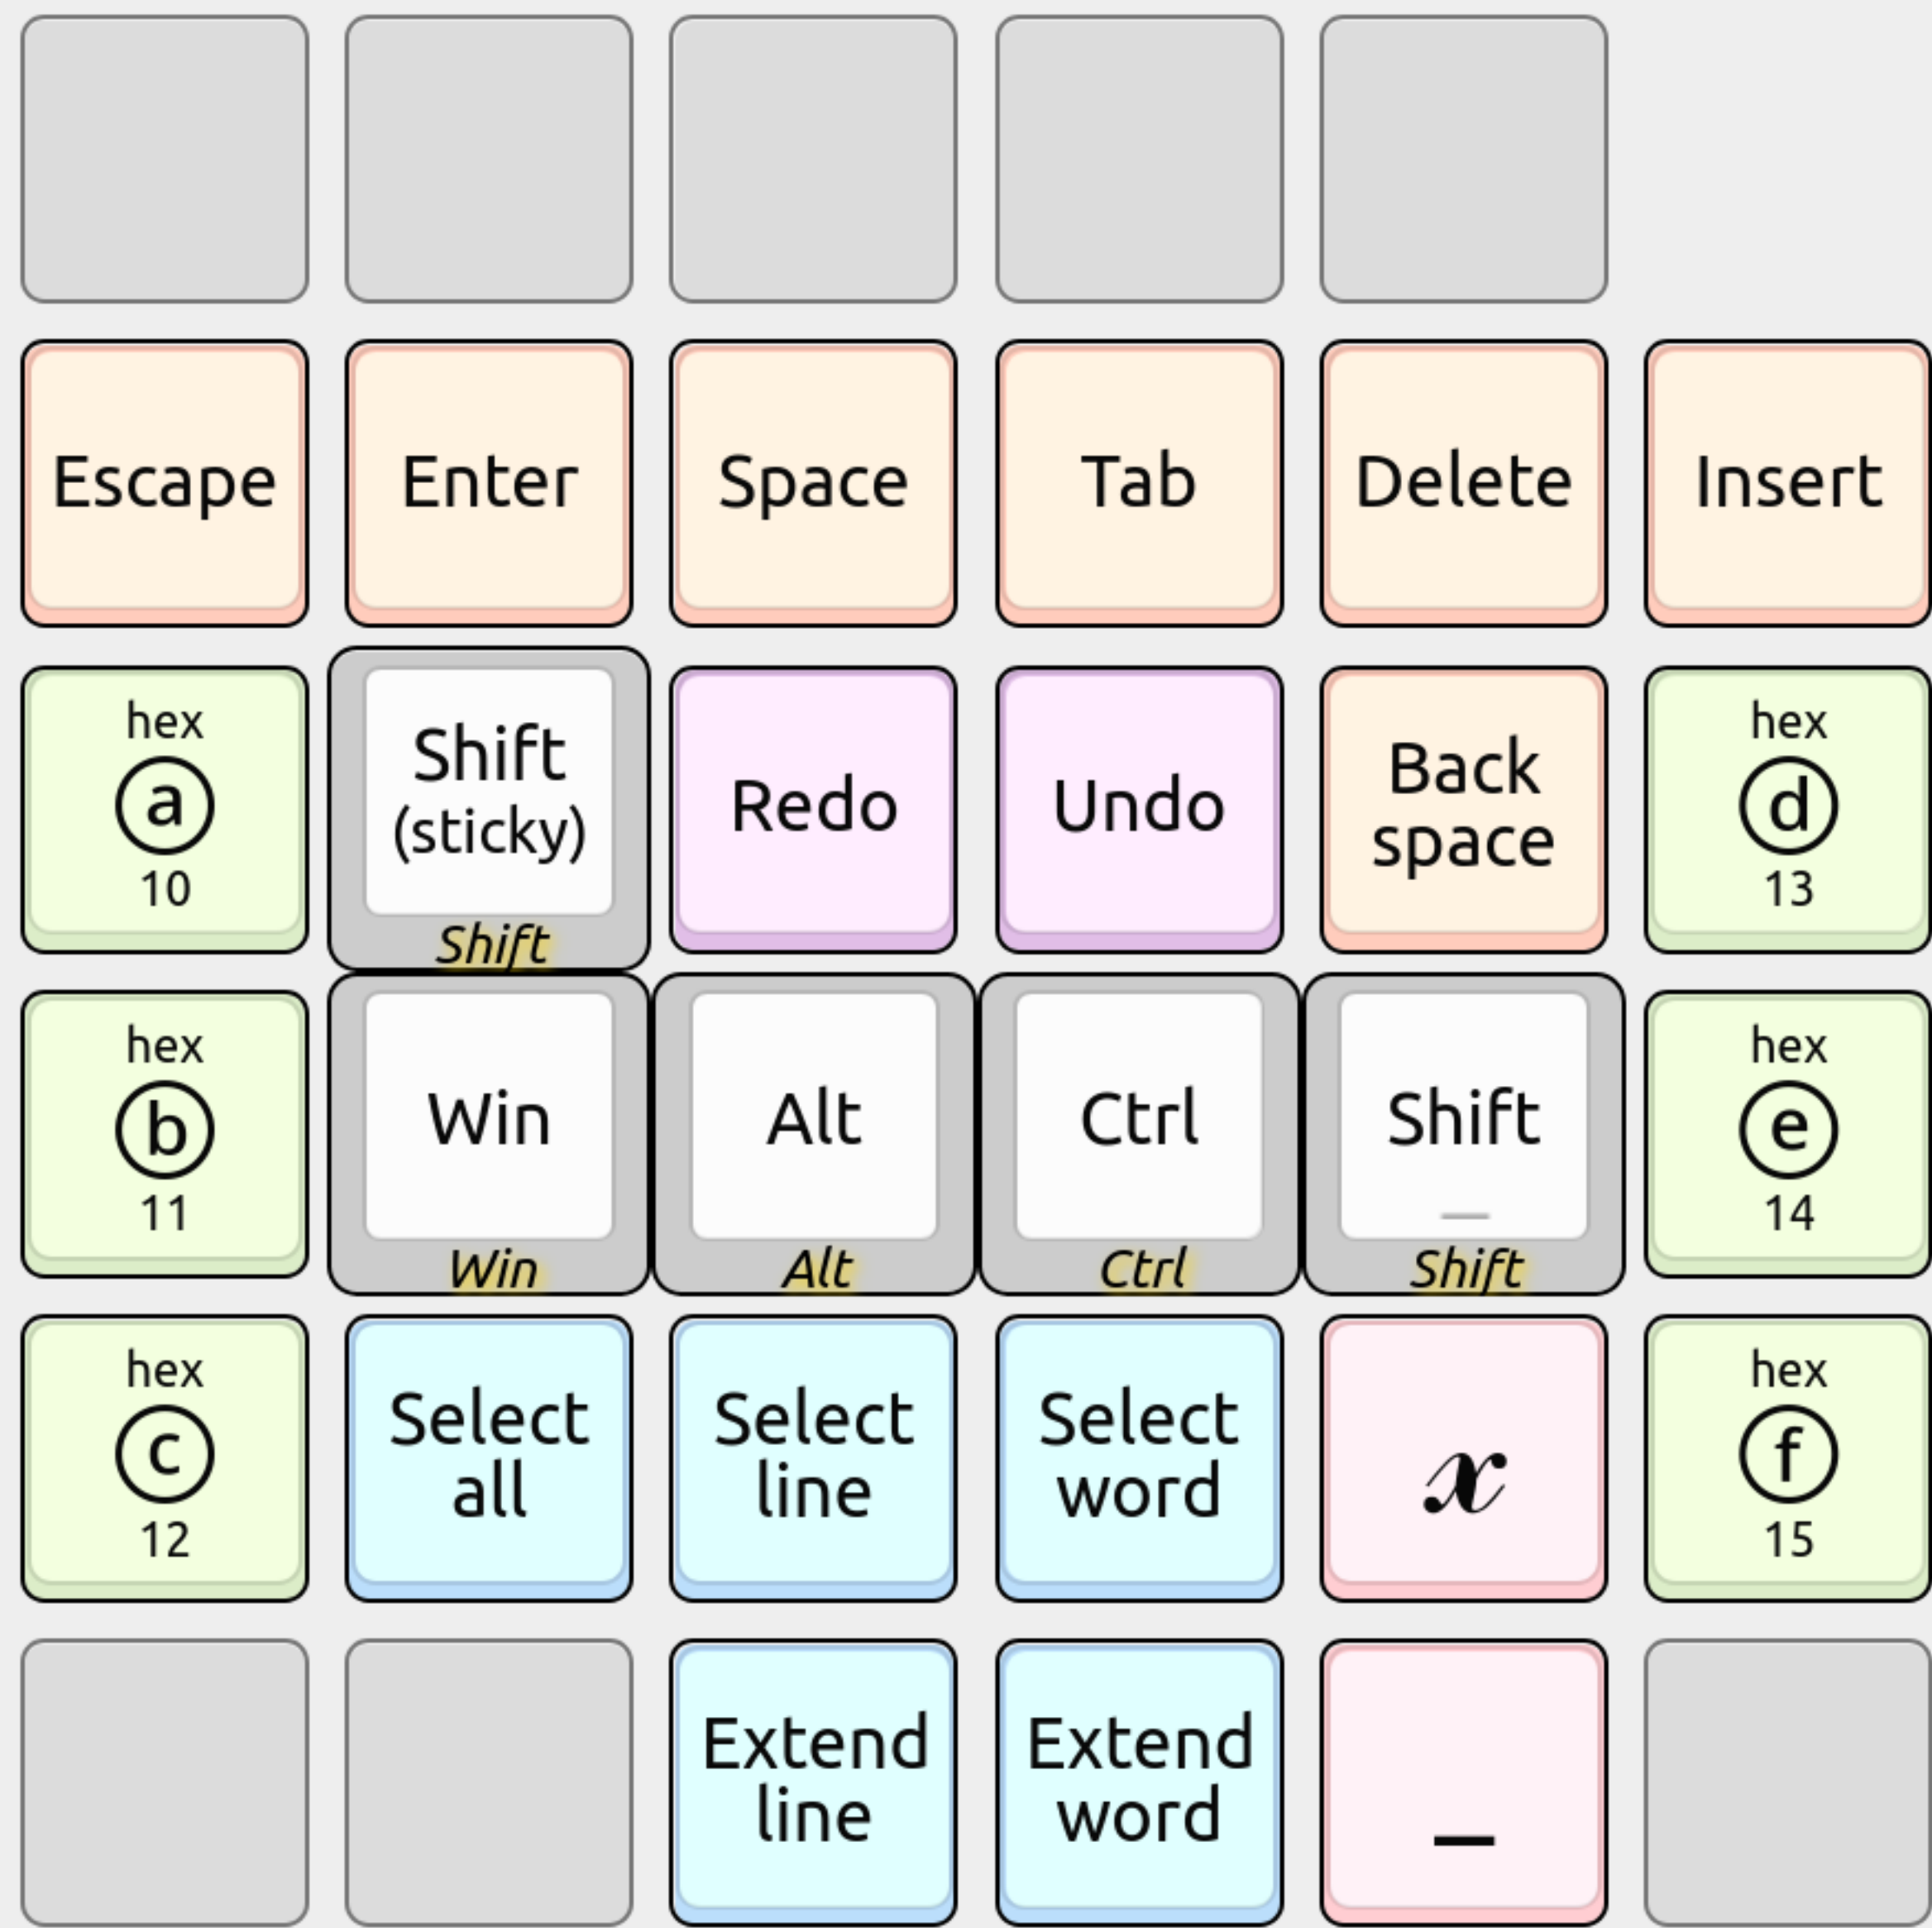 Escape Enter Space Tab Delete Insert
hex
a
10
Shift
(sticky)
Shift
Redo
Undo
Back
space
hex
d
13
hex
b
11
Win
Win
Alt
Alt
Ctrl
Ctrl
Shift
_
Shift
hex
e
14
hex
c
12
Select
all
Select
line
Select
word
x
hex
f
15
Extend
line
Extend
word
_